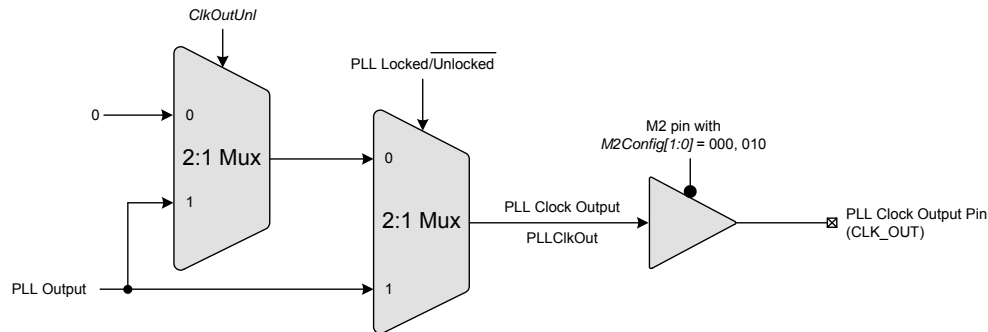 ClkOutUnl
PLL Locked/Unlocked
0
0
2:1 Mux
1
M2 pin with
M2Config[1:0] = 000, 010
0
2:1 Mux
1
PLL Clock Output
PLLClkOut
PLL Clock Output Pin
(CLK_OUT)
PLL Output